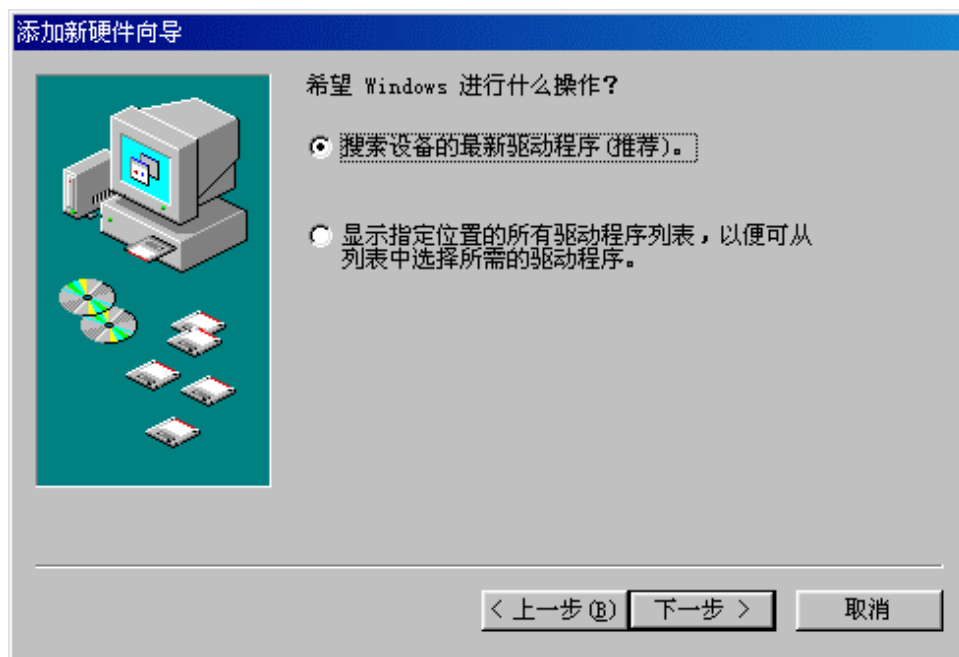 添加新硬件向导
希望 Windows 进行什么操作?
搜索设备的最新驱动程序(推荐)。
显示指定位置的所有驱动程序列表，以便可从
列表中选择所需的驱动程序。
< 上一步(B) 下一步 > 取消